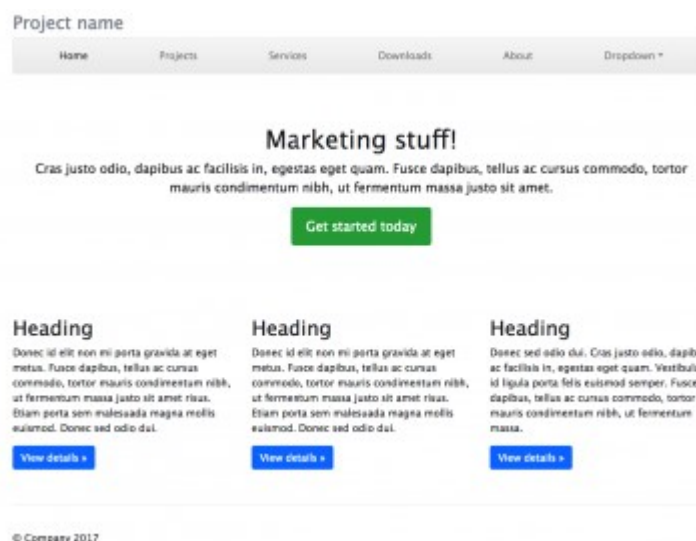 Project name
Home Projects Services Downloads About Dropdown
Marketing stuff!
Cras justo odio, dapibus ac facilisis in, egestas eget quam. Fusce dapibus, tellus ac cursus commodo, tortor
mauris condimentum nibh, ut fermentum massa justo sit amet.
Get started today
Heading
Donec id elit non mi porta gravida at eget
metus. Fusce dapibus, tellus ac cursus
commodo, tortor mauris condimentum nibh,
ut fermentum massa justo sit amet risus.
Etiam porta sem malesuada magna mollis
euismod. Donec sed odio dui.
View details »
Heading
Donec id elit non mi porta gravida at eget
metus. Fusce dapibus, tellus ac cursus
commodo, tortor mauris condimentum nibh,
ut fermentum massa justo sit amet risus.
Etiam porta sem malesuada magna mollis
euismod. Donec sed odio dui.
View details »
Heading
Donec sed odio dui. Cras justo odio, dapib
ac facilisis in, egestas eget quam. Vestibul
id ligula porta felis euismod semper. Fusce
dapibus, tellus ac cursus commodo, tortor
mauris condimentum nibh, ut fermentum
massa.
View details »
© Company 2017